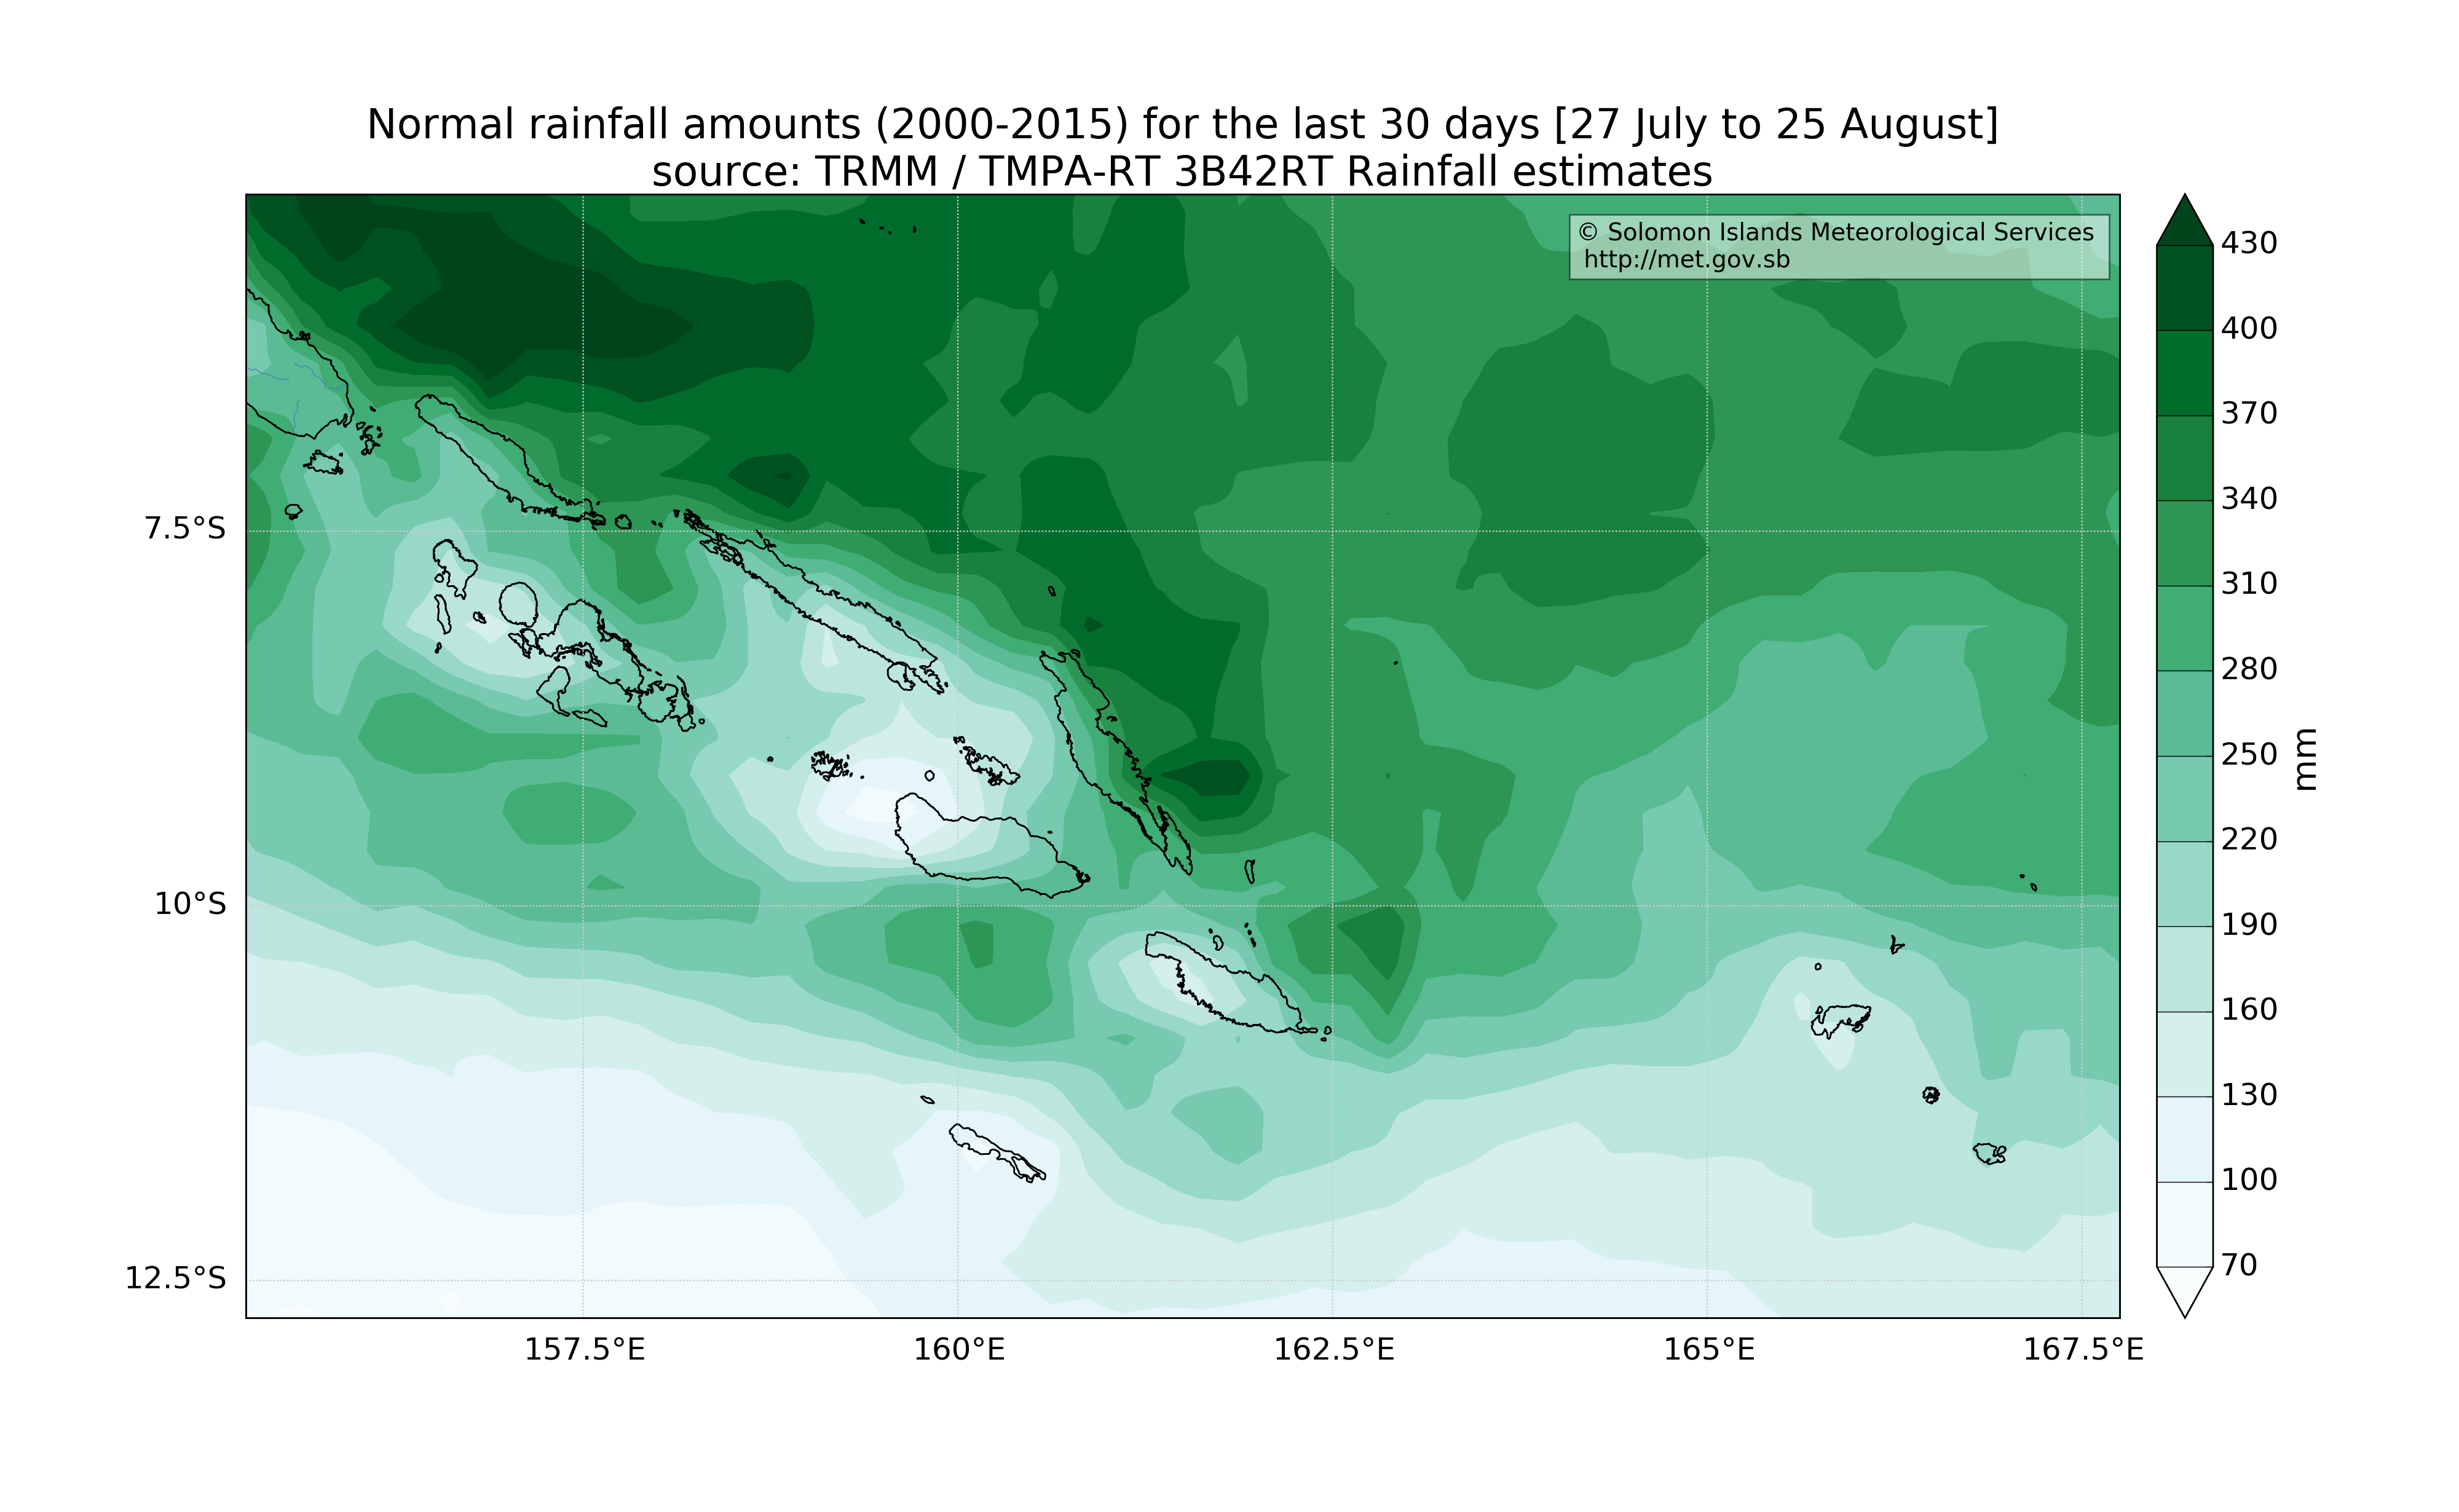 Normal rainfall amounts (2000-2015) for the last 30 days [27 July to 25 August]
source: TRMM / TMPA-RT 3B42RT Rainfall estimates
© Solomon Islands Meteorological Services
http://met.gov.sb
430
400
370
340
310
280
250
220
190
160
130
100
70
mm
7.5°S
10°S
12.5°S
157.5°E
160°E
162.5°E
165°E
167.5°E